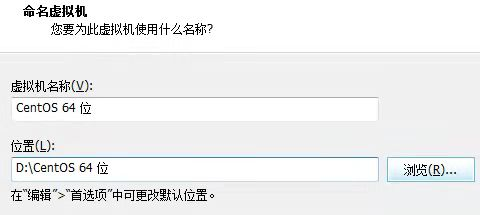 命名虚拟机
您要为此虚拟机使用什么名称?
虚拟机名称(V):
CentOS 64 位
位置(L):
D:\CentOS 64 位
浏览(R)...
在“编辑”>“首选项”中可更改默认位置。